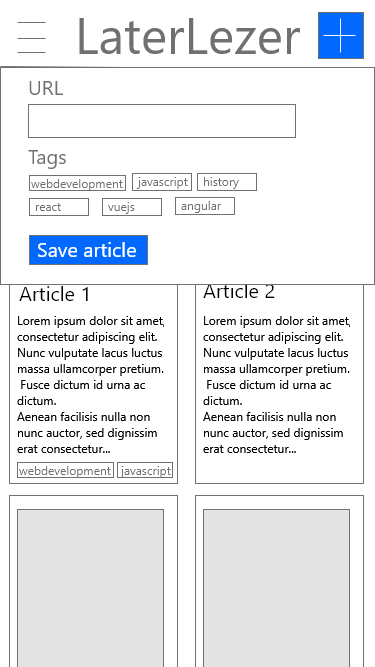 LaterLezer
URL
Tags
webdevelopment javascript history
react vuejs angular
Save article
Article 1
Lorem ipsum dolor sit amet,
consectetur adipiscing elit.
Nunc vulputate lacus luctus
massa ullamcorper pretium.
Fusce dictum id urna ac
dictum.
Aenean facilisis nulla non
nunc auctor, sed dignissim
erat consectetur...
webdevelopment javascript
Article 2
Lorem ipsum dolor sit amet,
consectetur adipiscing elit.
Nunc vulputate lacus luctus
massa ullamcorper pretium.
Fusce dictum id urna ac
dictum.
Aenean facilisis nulla non
nunc auctor, sed dignissim
erat consectetur...